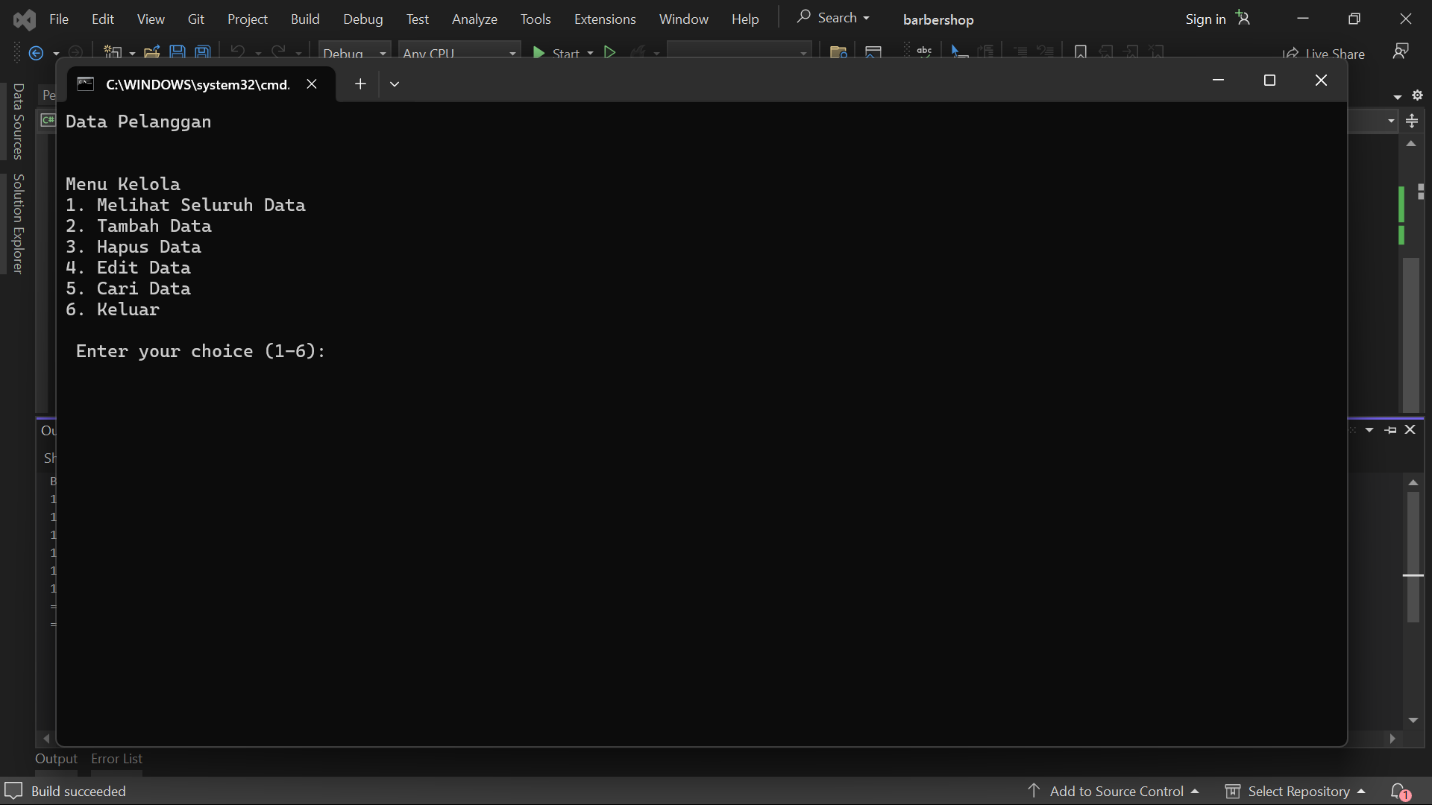 File Edit View Git Project Build Debug Test Analyze Tools Extensions Window Help Search barbershop Sign in
Debug Any CPU Start abc Live Share
C:\WINDOWS\system32\cmd.
Data Sources
Solution Explorer
C#
Data Pelanggan
Menu Kelola
1. Melihat Seluruh Data
2. Tambah Data
3. Hapus Data
4. Edit Data
5. Cari Data
6. Keluar
Enter your choice (1-6):
Output Error List
Build succeeded Add to Source Control Select Repository 1